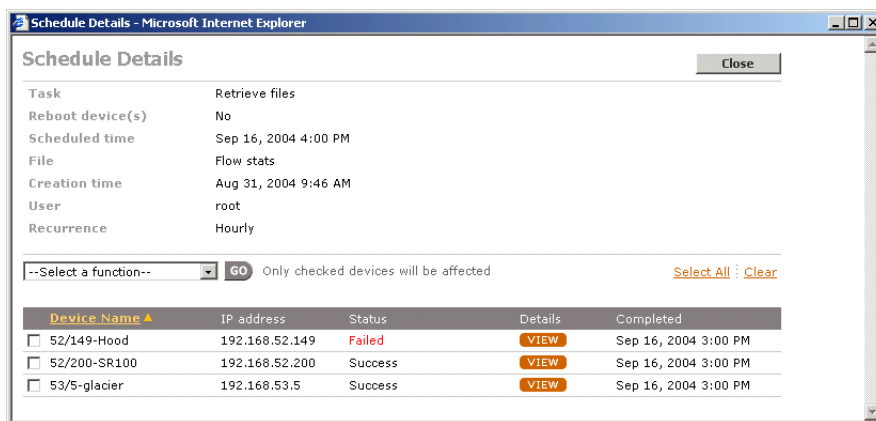 Schedule Details - Microsoft Internet Explorer
Schedule Details
Close
Task Retrieve files
Reboot device(s) No
Scheduled time Sep 16, 2004 4:00 PM
File Flow stats
Creation time Aug 31, 2004 9:46 AM
User root
Recurrence Hourly
--Select a function-- GO Only checked devices will be affected Select All Clear
Device Name IP address Status Details Completed
52/149-Hood 192.168.52.149 Failed VIEW Sep 16, 2004 3:00 PM
52/200-SR100 192.168.52.200 Success VIEW Sep 16, 2004 3:00 PM
53/5-glacier 192.168.53.5 Success VIEW Sep 16, 2004 3:00 PM